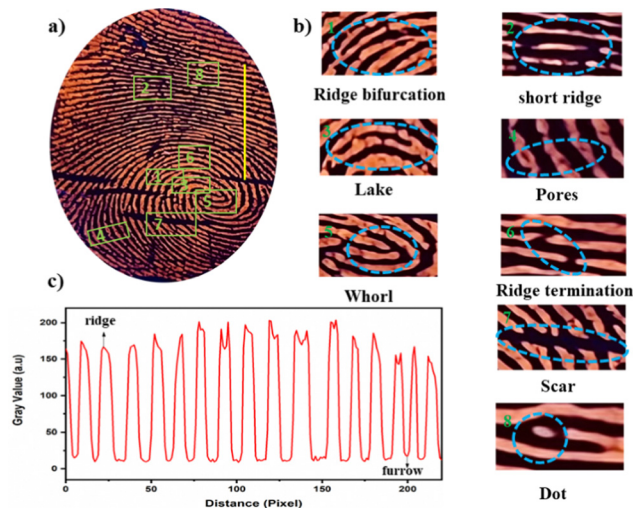 a)
2
8
6
1
3
5
7
4
b)
1
Ridge bifurcation
2
short ridge
3
Lake
4
Pores
5
Whorl
6
Ridge termination
7
Scar
8
Dot
c)
ridge
furrow
200
150
100
50
0
Gray Value (a.u)
0 50 100 150 200
Distance (Pixel)